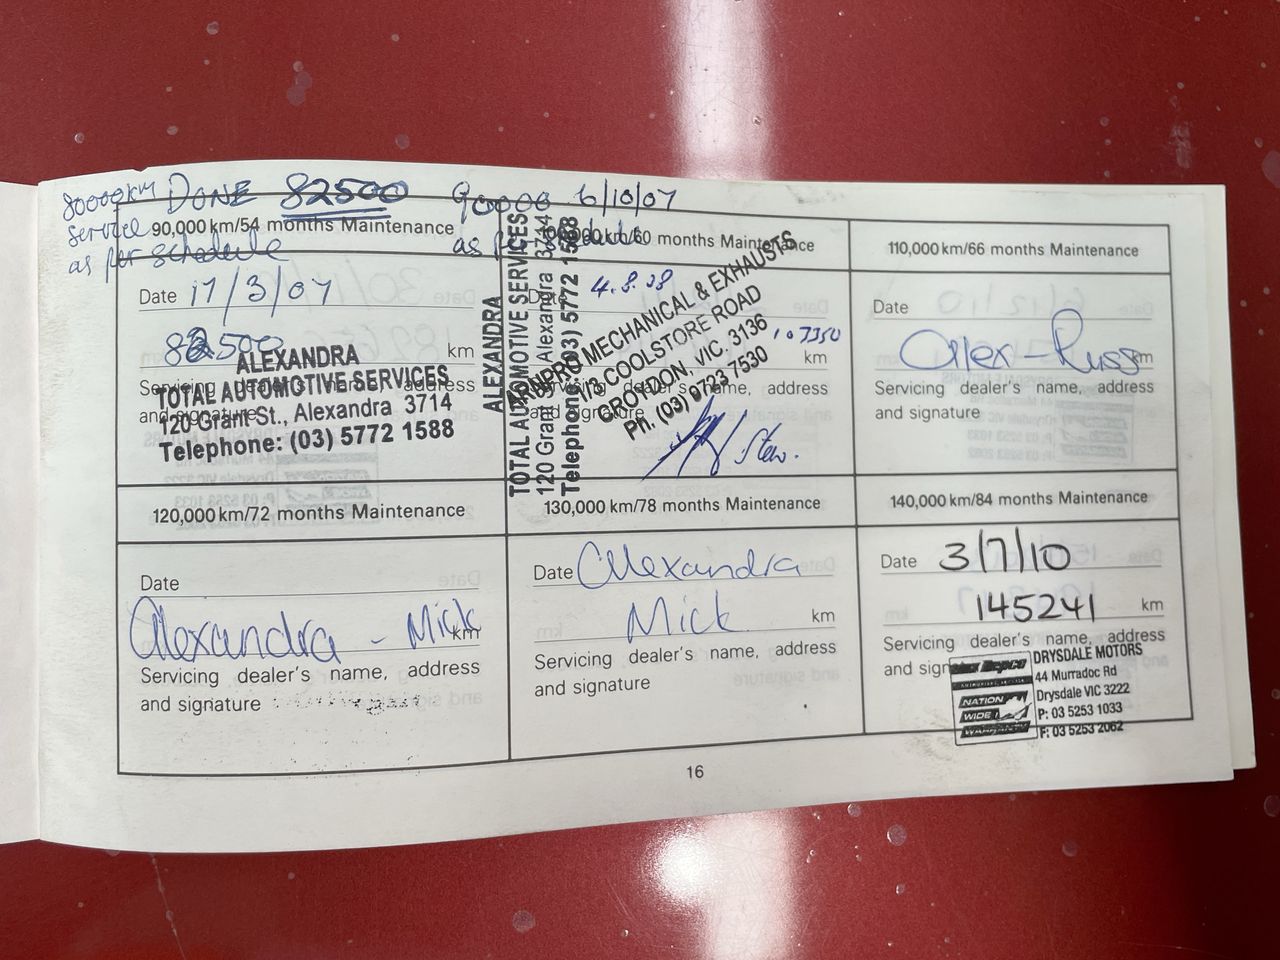 80000KM DONE 82500
service
as per schedule
90000 6/10/07
as per
90,000 km/54 months Maintenance
Date 17/3/07
82500 km
Servicing dealer's name, address
and signature
ALEXANDRA
TOTAL AUTOMOTIVE SERVICES
120 Grant St., Alexandra 3714
Telephone: (03) 5772 1588
ALEXANDRA
TOTAL AUTOMOTIVE SERVICES
120 Grant St., Alexandra 3714
Telephone: (03) 5772 1588
100,000 km/60 months Maintenance
Date 4.8.08
107350
km
Servicing dealer's name, address
and signature
MECHANICAL & EXHAUSTS
1/3 COOLSTORE ROAD
CROYDON, VIC. 3136
Ph. (03) 9723 7530
Stew.
110,000 km/66 months Maintenance
Date
Alex - Russ
km
Servicing dealer's name, address
and signature
120,000 km/72 months Maintenance
Date
Alexandra - Mick
km
Servicing dealer's name, address
and signature
130,000 km/78 months Maintenance
Date Alexandra
Mick km
Servicing dealer's name, address
and signature
140,000 km/84 months Maintenance
Date 3/7/10
145241 km
Servicing dealer's name, address
and signature
Repco
NATION
WIDE
WARRANTY
DRYSDALE MOTORS
44 Murradoc Rd
Drysdale VIC 3222
P: 03 5253 1033
F: 03 5253 2062
16